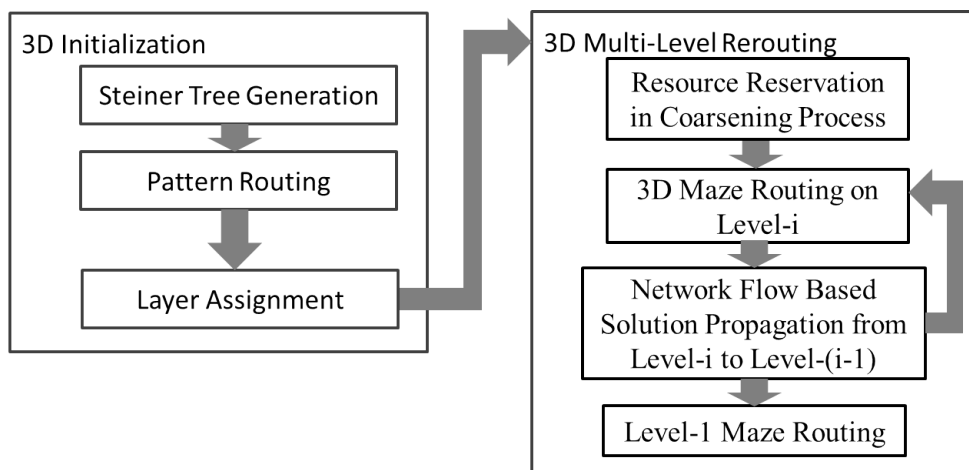 3D Initialization
Steiner Tree Generation
Pattern Routing
Layer Assignment
3D Multi-Level Rerouting
Resource Reservation
in Coarsening Process
3D Maze Routing on
Level-i
Network Flow Based
Solution Propagation from
Level-i to Level-(i-1)
Level-1 Maze Routing